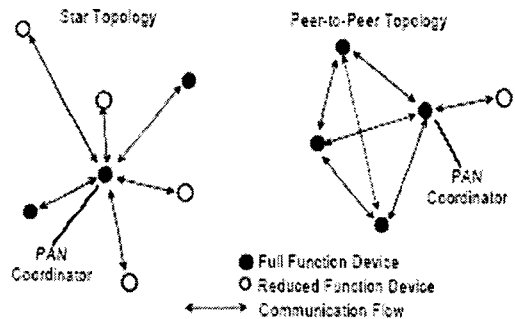 Star Topology
PAN
Coordinator
Peer-to-Peer Topology
PAN
Coordinator
Full Function Device
Reduced Function Device
Communication Flow